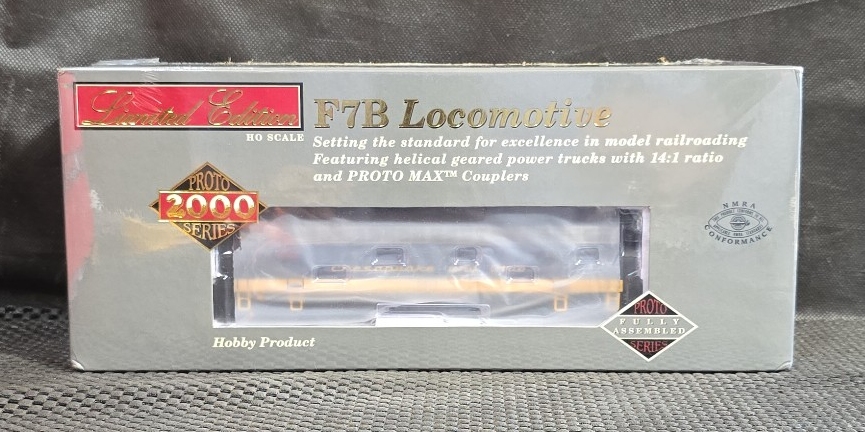 Limited Edition
HO SCALE
F7B Locomotive
Setting the standard for excellence in model railroading
Featuring helical geared power trucks with 14:1 ratio
and PROTO MAX™ Couplers
PROTO
2000
SERIES
NMRA
CONFORMANCE
PROTO
FULLY
ASSEMBLED
SERIES
Hobby Product